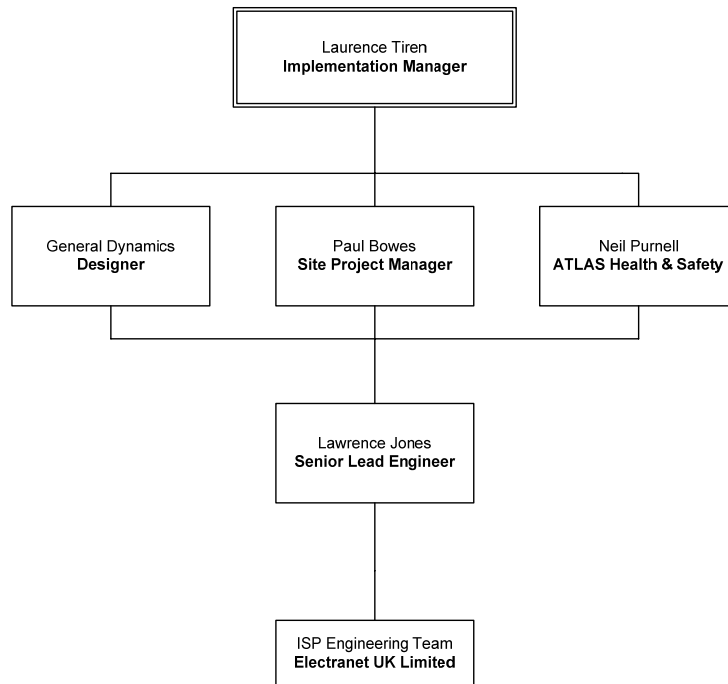 Laurence Tiren
Implementation Manager
General Dynamics
Designer
Paul Bowes
Site Project Manager
Neil Purnell
ATLAS Health & Safety
Lawrence Jones
Senior Lead Engineer
ISP Engineering Team
Electranet UK Limited